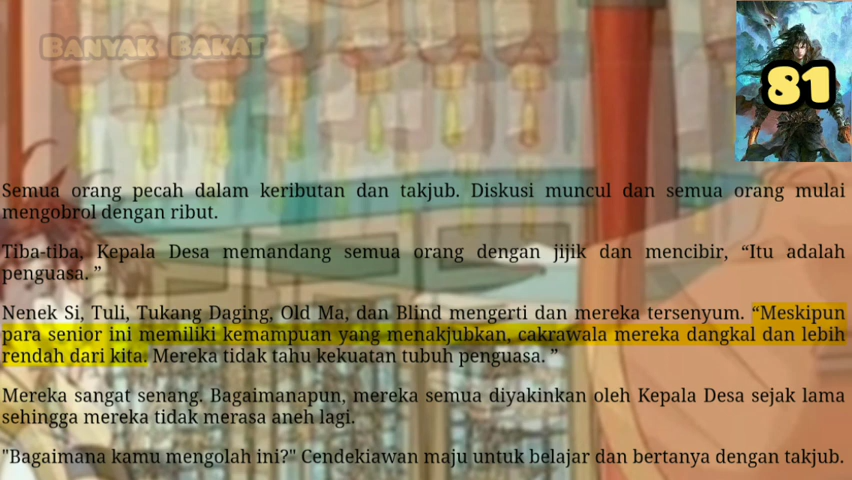 BANYAK BAKAT
81
Semua orang pecah dalam keributan dan takjub. Diskusi muncul dan semua orang mulai
mengobrol dengan ribut.
Tiba-tiba, Kepala Desa memandang semua orang dengan jijik dan mencibir, “Itu adalah
penguasa. ”
Nenek Si, Tuli, Tukang Daging, Old Ma, dan Blind mengerti dan mereka tersenyum. “Meskipun
para senior ini memiliki kemampuan yang menakjubkan, cakrawala mereka dangkal dan lebih
rendah dari kita. Mereka tidak tahu kekuatan tubuh penguasa. ”
Mereka sangat senang. Bagaimanapun, mereka semua diyakinkan oleh Kepala Desa sejak lama
sehingga mereka tidak merasa aneh lagi.
"Bagaimana kamu mengolah ini?" Cendekiawan maju untuk belajar dan bertanya dengan takjub.